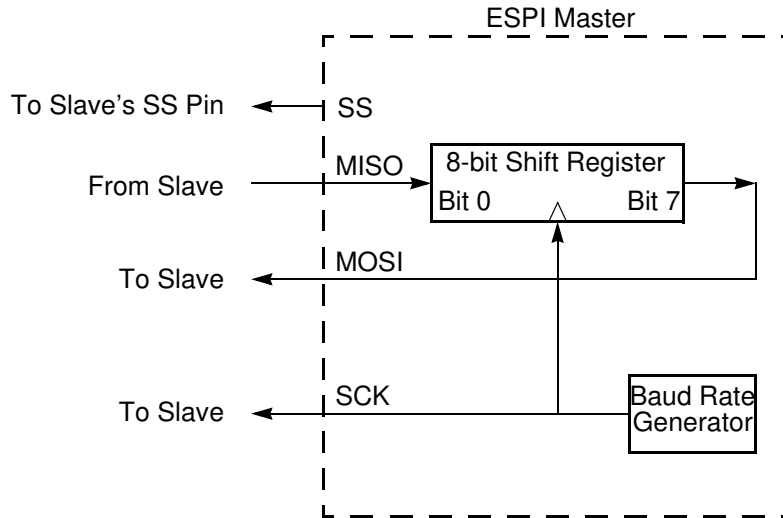 ESPI Master
To Slave's SS Pin
SS
From Slave
MISO
8-bit Shift Register
Bit 0
Bit 7
To Slave
MOSI
To Slave
SCK
Baud Rate
Generator